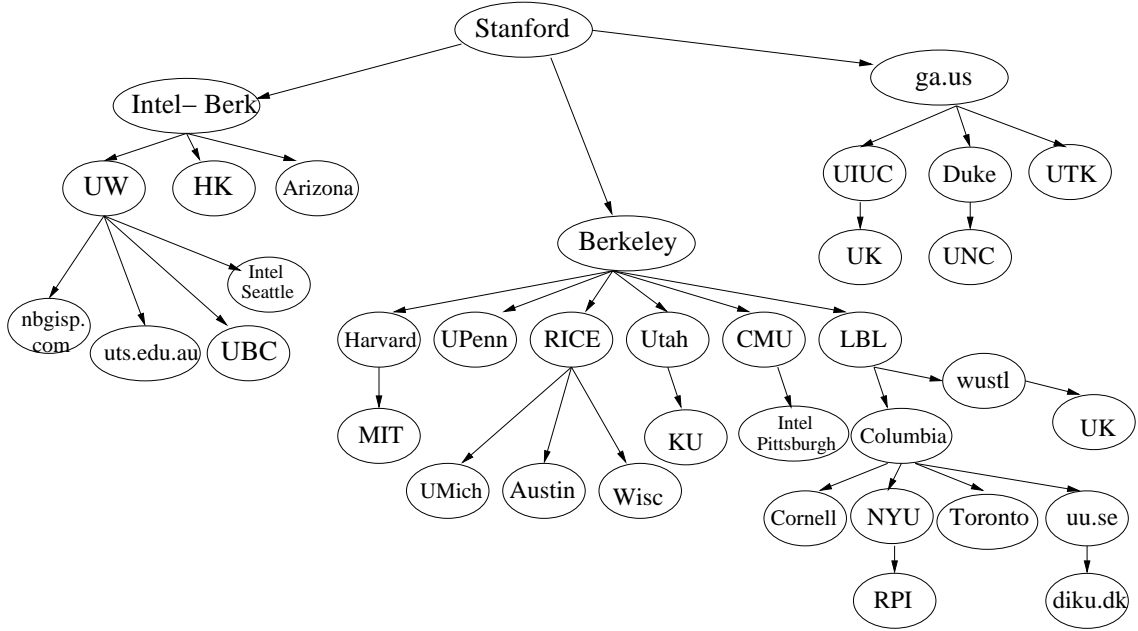 Stanford
ga.us
Intel– Berk
UW
HK
Arizona
UIUC
Duke
UTK
Berkeley
UK
UNC
Intel
Seattle
nbgisp.
com
uts.edu.au
UBC
Harvard
UPenn
RICE
Utah
CMU
LBL
wustl
MIT
KU
Intel
Pittsburgh
Columbia
UK
UMich
Austin
Wisc
Cornell
NYU
Toronto
uu.se
RPI
diku.dk